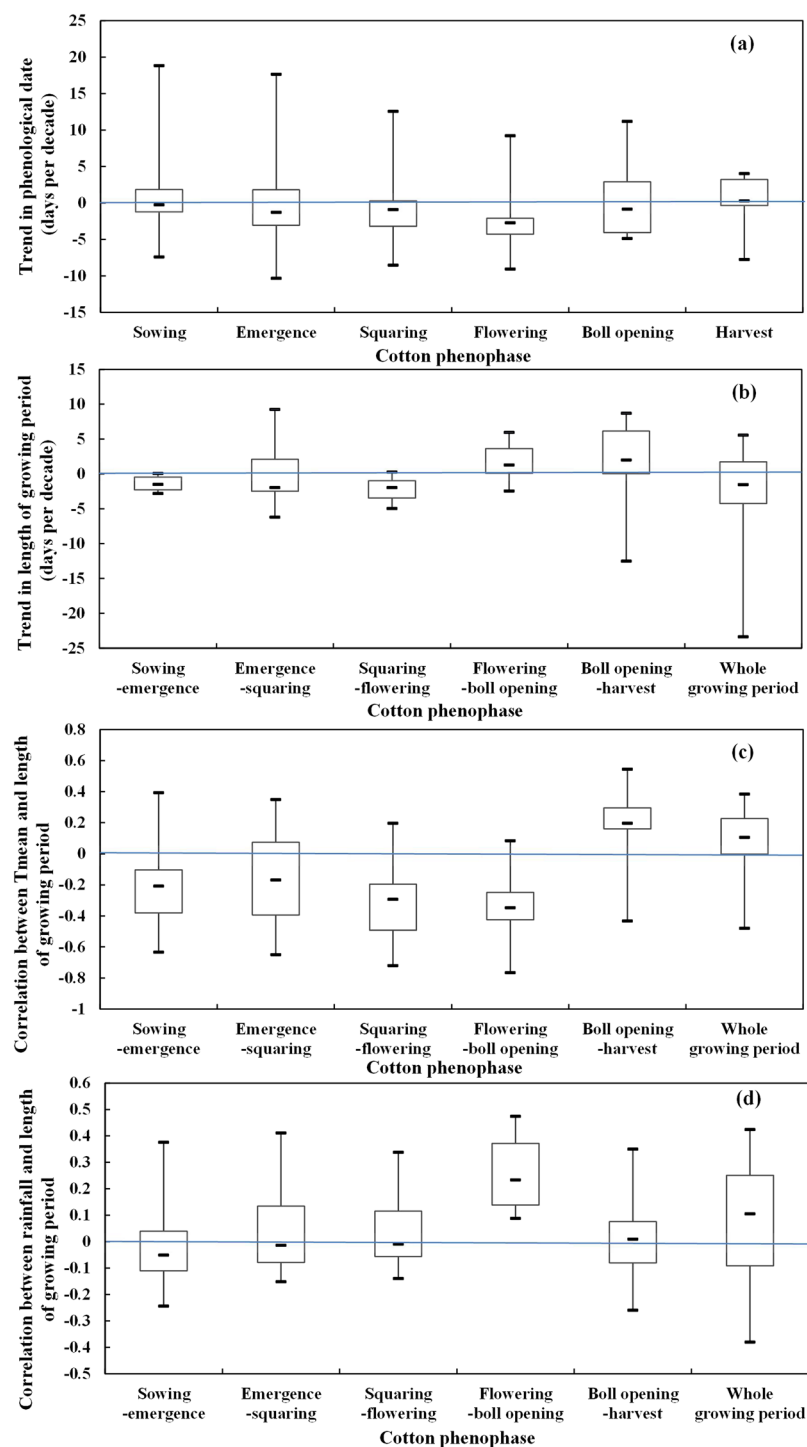 (a)
Trend in phenological date
(days per decade)
25
20
15
10
5
0
-5
-10
-15
Sowing Emergence Squaring Flowering Boll opening Harvest
Cotton phenophase
(b)
Trend in length of growing period
(days per decade)
15
10
5
0
-5
-10
-15
-20
-25
Sowing Emergence Squaring Flowering Boll opening Whole
-emergence -squaring -flowering -boll opening -harvest growing period
Cotton phenophase
(c)
Correlation between Tmean and length
of growing period
0.8
0.6
0.4
0.2
0
-0.2
-0.4
-0.6
-0.8
-1
Sowing Emergence Squaring Flowering Boll opening Whole
-emergence -squaring -flowering -boll opening -harvest growing period
Cotton phenophase
(d)
Correlation between rainfall and length
of growing period
0.6
0.5
0.4
0.3
0.2
0.1
0
-0.1
-0.2
-0.3
-0.4
0.5
Sowing Emergence Squaring Flowering Boll opening Whole
-emergence -squaring -flowering -boll opening -harvest growing period
Cotton phenophase